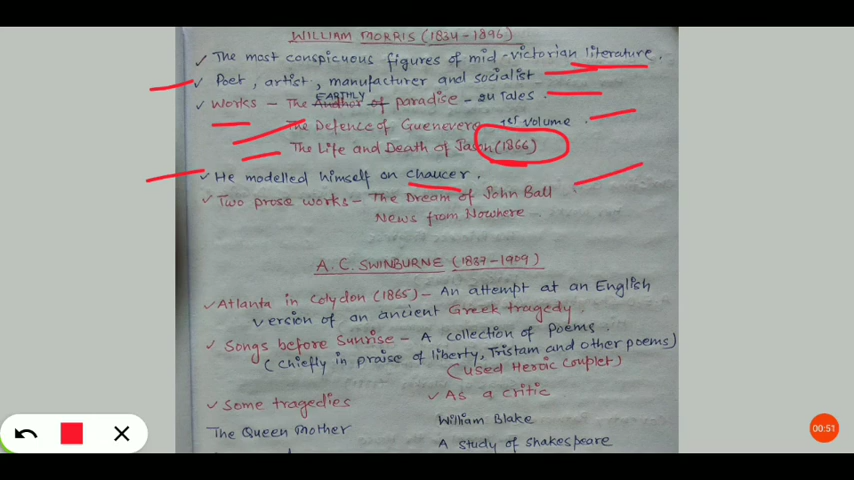 WILLIAM MORRIS (1834-1896)
✓ The most conspicuous figures of mid-victorian literature.
✓ Poet, artist, manufacturer and socialist
EARTHLY
✓ Works - The Author of paradise - 24 Tales.
The Defence of Guenevere 1st volume
The Life and Death of Jason (1866)
✓ He modelled himself on chaucer.
✓ Two prose works - The Dream of John Ball
News from Nowhere
A.C. SWINBURNE (1837-1909)
✓ Atlanta in Colydon (1865) - An attempt at an English
version of an ancient Greek tragedy.
✓ Songs before Sunrise - A collection of Poems.
(chiefly in praise of liberty, Tristam and other poems)
(used Heroic couplet)
✓ Some tragedies ✓ As a critic
The Queen Mother William Blake
A study of shakespeare
00:51